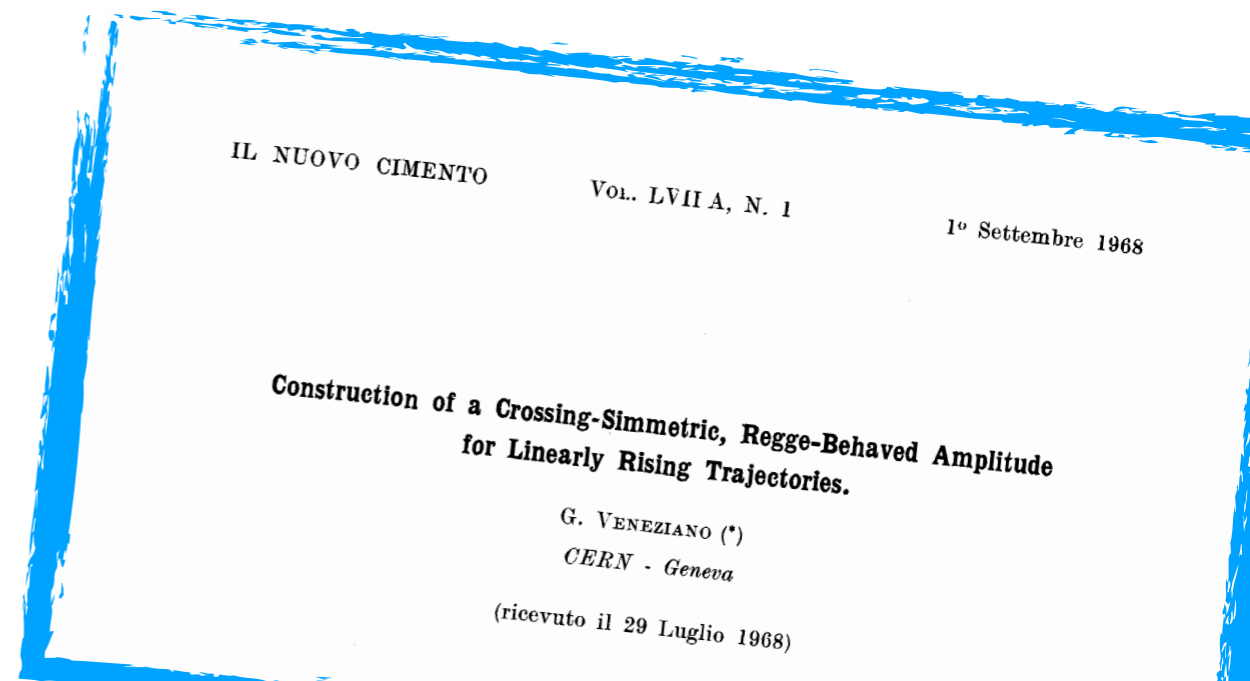 IL NUOVO CIMENTO Vol. LVII A, N. 1 1º Settembre 1968
Construction of a Crossing-Simmetric, Regge-Behaved Amplitude
for Linearly Rising Trajectories.
G. Veneziano (*)
CERN - Geneva
(ricevuto il 29 Luglio 1968)